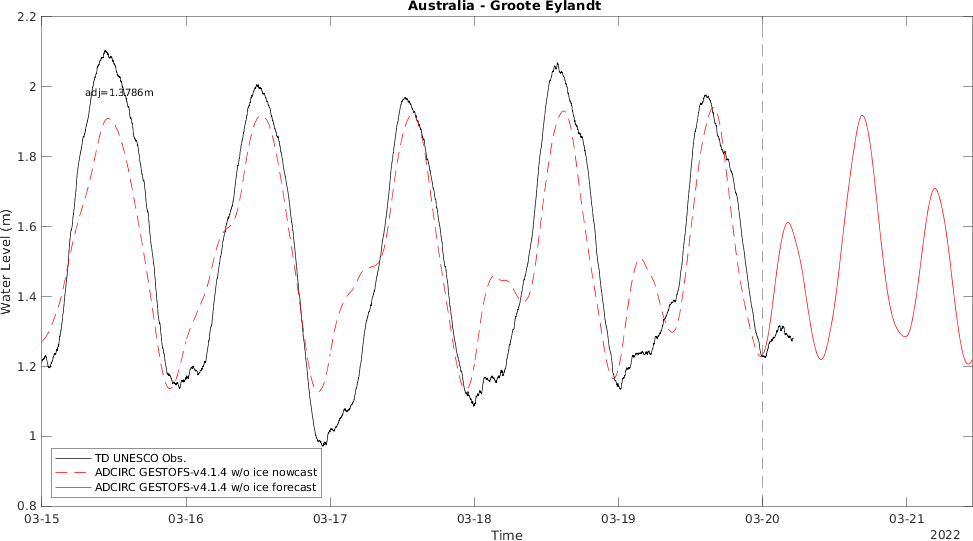 Australia - Groote Eylandt
2.2
2
1.8
1.6
1.4
1.2
1
0.8
Water Level (m)
adj=1.3786m
TD UNESCO Obs.
ADCIRC GESTOFS-v4.1.4 w/o ice nowcast
ADCIRC GESTOFS-v4.1.4 w/o ice forecast
03-15 03-16 03-17 03-18 03-19 03-20 03-21
Time
2022